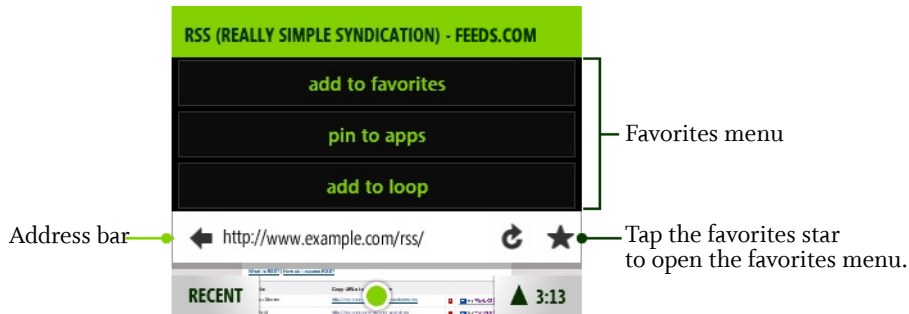 RSS (REALLY SIMPLE SYNDICATION) - FEEDS.COM
add to favorites
pin to apps
add to loop
Favorites menu
Address bar
http://www.example.com/rss/
Tap the favorites star
to open the favorites menu.
RECENT
3:13